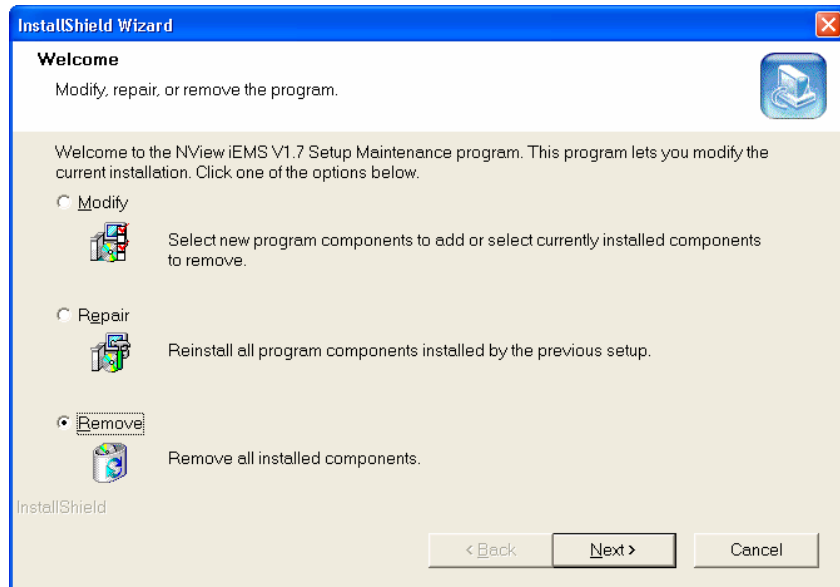 InstallShield Wizard
Welcome
Modify, repair, or remove the program.
Welcome to the NView iEMS V1.7 Setup Maintenance program. This program lets you modify the
current installation. Click one of the options below.
Modify
Select new program components to add or select currently installed components
to remove.
Repair
Reinstall all program components installed by the previous setup.
Remove
Remove all installed components.
InstallShield
< Back
Next >
Cancel